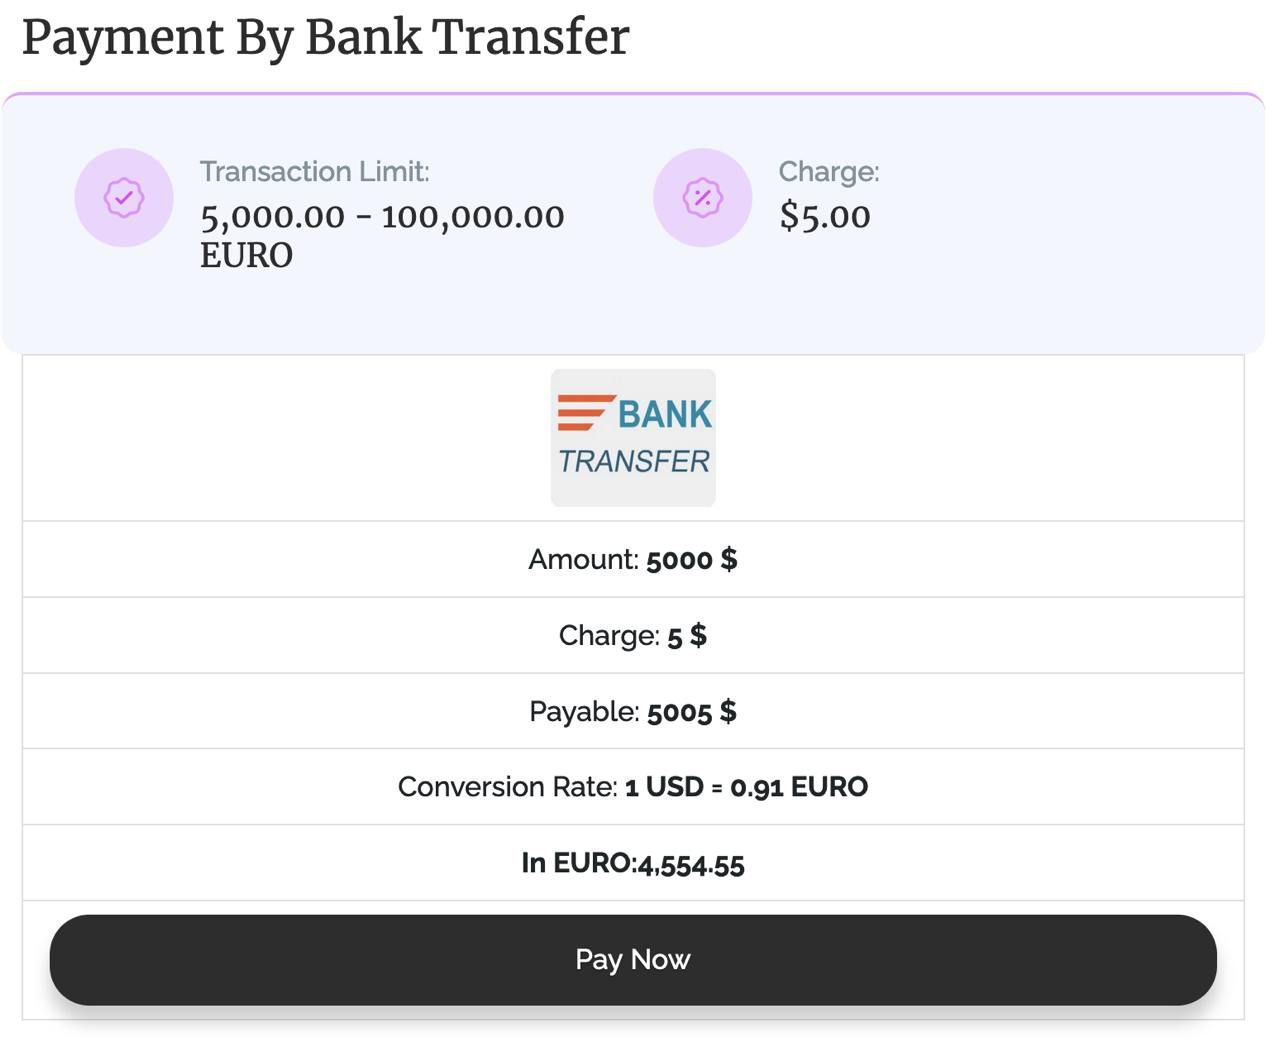 Payment By Bank Transfer
Transaction Limit:
5,000.00 - 100,000.00
EURO
Charge:
$5.00
BANK
TRANSFER
Amount: 5000 $
Charge: 5 $
Payable: 5005 $
Conversion Rate: 1 USD = 0.91 EURO
In EURO:4,554.55
Pay Now